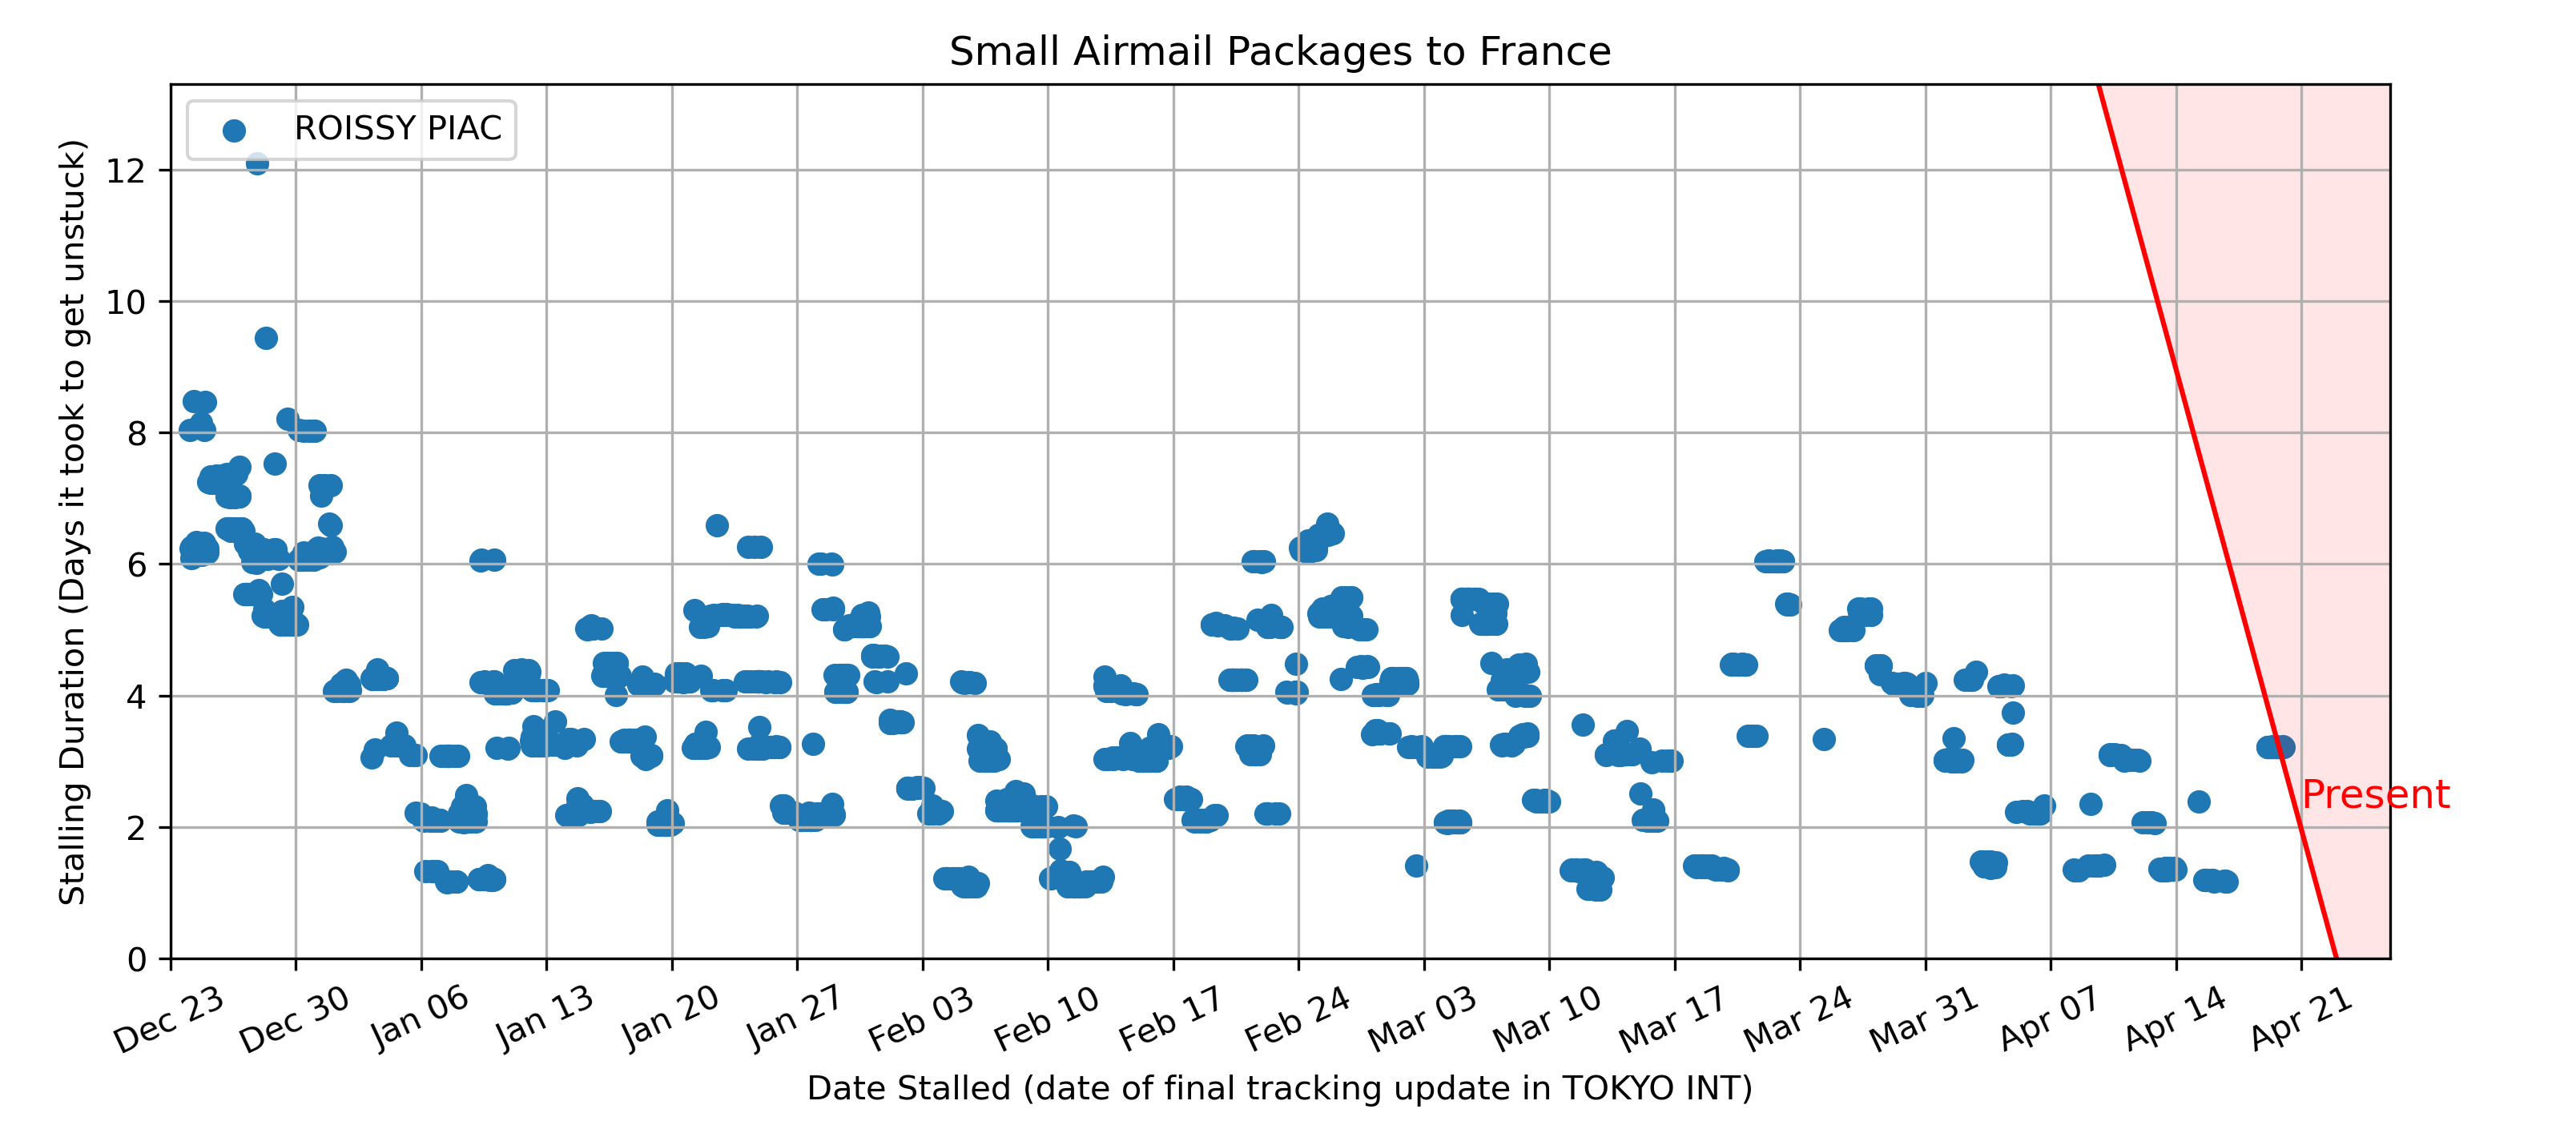 Small Airmail Packages to France
ROISSY PIAC
Stalling Duration (Days it took to get unstuck)
12
10
8
6
4
2
0
Present
Dec 23
Dec 30
Jan 06
Jan 13
Jan 20
Jan 27
Feb 03
Feb 10
Feb 17
Feb 24
Mar 03
Mar 10
Mar 17
Mar 24
Mar 31
Apr 07
Apr 14
Apr 21
Date Stalled (date of final tracking update in TOKYO INT)